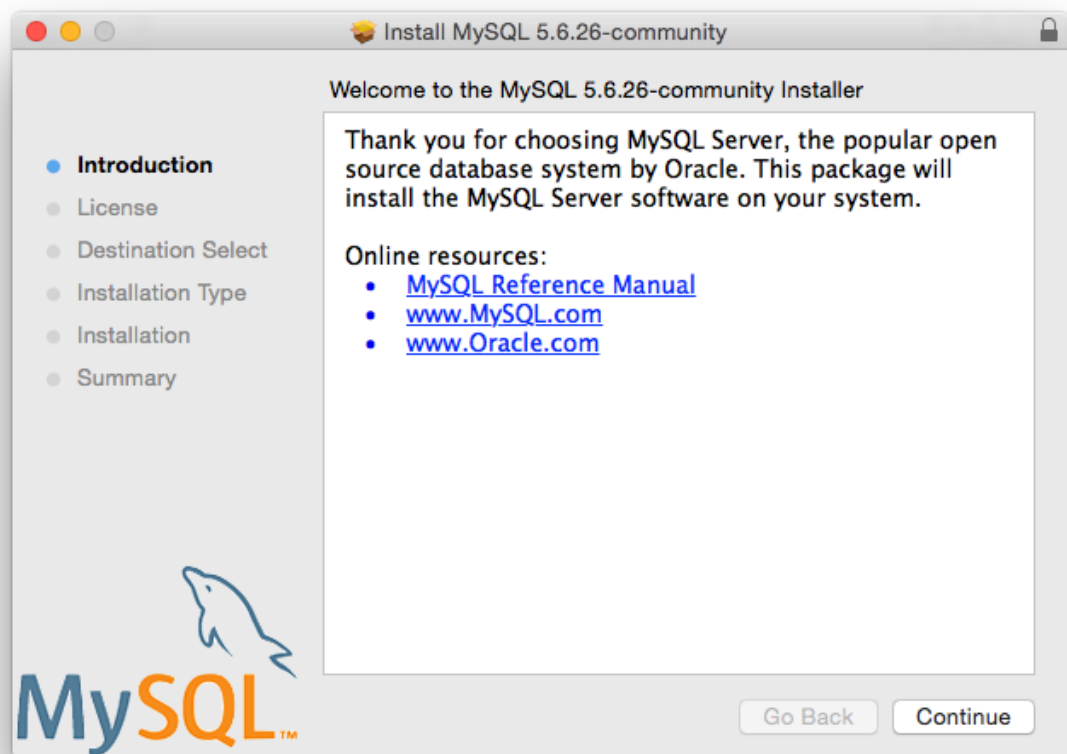 Install MySQL 5.6.26-community
Welcome to the MySQL 5.6.26-community Installer
Introduction
License
Destination Select
Installation Type
Installation
Summary
Thank you for choosing MySQL Server, the popular open
source database system by Oracle. This package will
install the MySQL Server software on your system.
Online resources:
• MySQL Reference Manual
• www.MySQL.com
• www.Oracle.com
MySQL™
Go Back
Continue